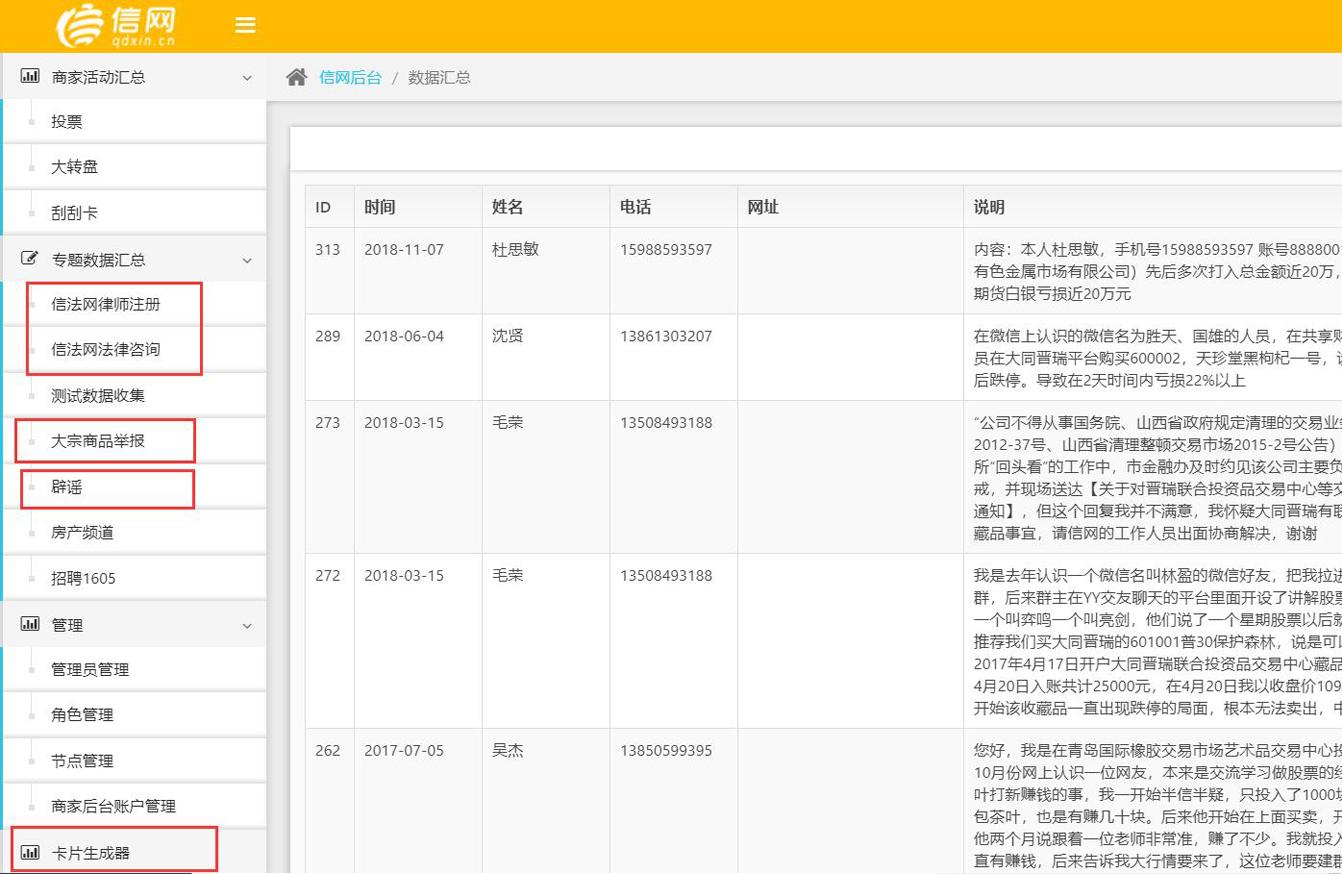 信网
qdxin.cn
商家活动汇总
投票
大转盘
刮刮卡
专题数据汇总
信法网律师注册
信法网法律咨询
测试数据收集
大宗商品举报
辟谣
房产频道
招聘1605
管理
管理员管理
角色管理
节点管理
商家后台账户管理
卡片生成器
信网后台 / 数据汇总
ID 时间 姓名 电话 网址 说明
313 2018-11-07 杜思敏 15988593597 内容：本人杜思敏，手机号15988593597 账号888800
有色金属市场有限公司）先后多次打入总金额近20万，
期货白银亏损近20万元
289 2018-06-04 沈贤 13861303207 在微信上认识的微信名为胜天、国雄的人员，在共享财
员在大同晋瑞平台购买600002，天珍堂黑枸杞一号，
后跌停。导致在2天时间内亏损22%以上
273 2018-03-15 毛荣 13508493188 “公司不得从事国务院、山西省政府规定清理的交易业
2012-37号、山西省清理整顿交易市场2015-2号公告）
所“回头看”的工作中，市金融办及时约见该公司主要负
戒，并现场送达【关于对晋瑞联合投资品交易中心等交
通知】，但这个回复我并不满意，我怀疑大同晋瑞有联
藏品事宜，请信网的工作人员出面协商解决，谢谢
272 2018-03-15 毛荣 13508493188 我是去年认识一个微信名叫林盈的微信好友，把我拉进
群，后来群主在YY交友聊天的平台里面开设了讲解股票
一个叫弈鸣一个叫亮剑，他们说了一个星期股票以后就
推荐我们买大同晋瑞的601001普30保护森林，说是可以
2017年4月17日开户大同晋瑞联合投资品交易中心藏品
4月20日入账共计25000元，在4月20日我以收盘价109
开始该收藏品一直出现跌停的局面，根本无法卖出，中
262 2017-07-05 吴杰 13850599395 您好，我是在青岛国际橡胶交易市场艺术品交易中心投
10月份网上认识一位网友，本来是交流学习做股票的经
叶打新赚钱的事，我一开始半信半疑，只投入了1000块
包茶叶，也是有赚几十块。后来他开始在上面买卖，开
他两个月说跟着一位老师非常准，赚了不少。我就投入
直有赚钱，后来告诉我大行情要来了，这位老师要建群